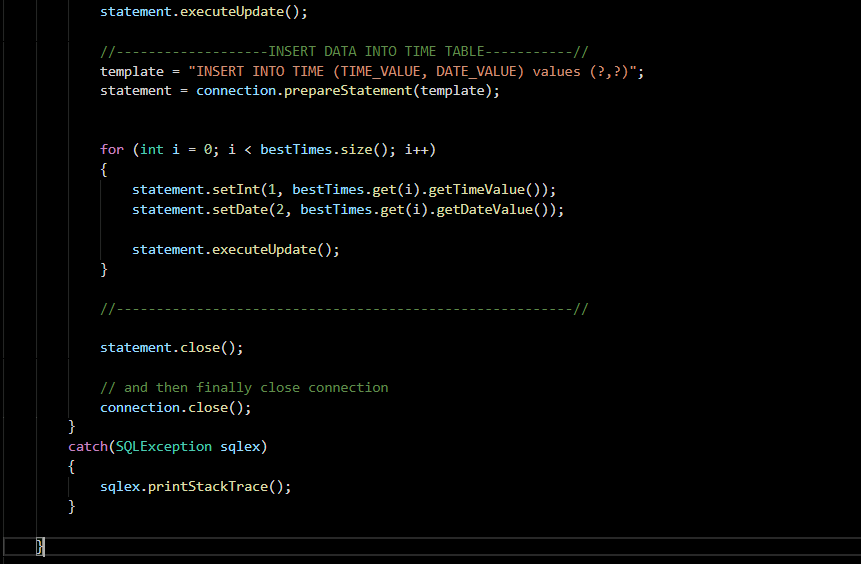 statement.executeUpdate();
//-------------------INSERT DATA INTO TIME TABLE-----------//
template = "INSERT INTO TIME (TIME_VALUE, DATE_VALUE) values (?,?)";
statement = connection.prepareStatement(template);
for (int i = 0; i < bestTimes.size(); i++)
{
statement.setInt(1, bestTimes.get(i).getTimeValue());
statement.setDate(2, bestTimes.get(i).getDateValue());
statement.executeUpdate();
}
//---------------------------------------------------------//
statement.close();
// and then finally close connection
connection.close();
}
catch(SQLException sqlex)
{
sqlex.printStackTrace();
}
}